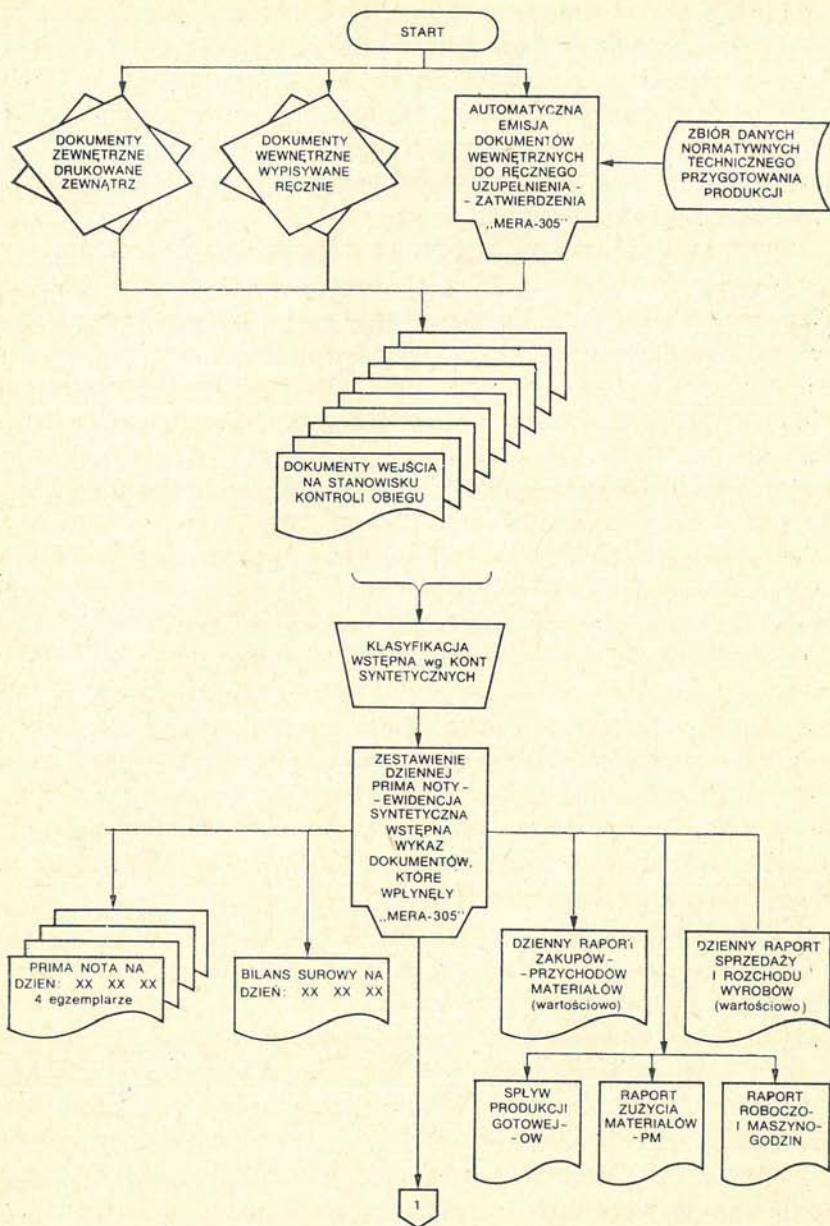 START
DOKUMENTY
ZEWNĘTRZNE
DRUKOWANE
ZEWNĄTRZ
DOKUMENTY
WEWNĘTRZNE
WYPISYWANE
RĘCZNIE
AUTOMATYCZNA
EMISJA
DOKUMENTÓW
WEWNĘTRZNYCH
DO RĘCZNEGO
UZUPEŁNIENIA -
- ZATWIERDZENIA
„MERA-305"
ZBIÓR DANYCH
NORMATYWNYCH
TECHNICZNEGO
PRZYGOTOWANIA
PRODUKCJI
DOKUMENTY WEJŚCIA
NA STANOWISKU
KONTROLI OBIEGU
KLASYFIKACJA
WSTĘPNA wg KONT
SYNTETYCZNYCH
ZESTAWIENIE
DZIENNEJ
PRIMA NOTY-
- EWIDENCJA
SYNTETYCZNA
WSTĘPNA
WYKAZ
DOKUMENTÓW,
KTÓRE
WPŁYNĘŁY
„MERA-305"
PRIMA NOTA NA
DZIEN: XX XX XX
4 egzemplarze
BILANS SUROWY NA
DZIEŃ: XX XX XX
DZIENNY RAPORT
ZAKUPÓW-
-PRZYCHODÓW
MATERIAŁÓW
(wartościowo)
DZIENNY RAPORT
SPRZEDAŻY
I ROZCHODU
WYROBÓW
(wartościowo)
SPŁYW
PRODUKCJI
GOTOWEJ-
-OW
RAPORT
ZUŻYCIA
MATERIAŁÓW
-PM
RAPORT
ROBOCZO-
I MASZYNO-
GODZIN
1